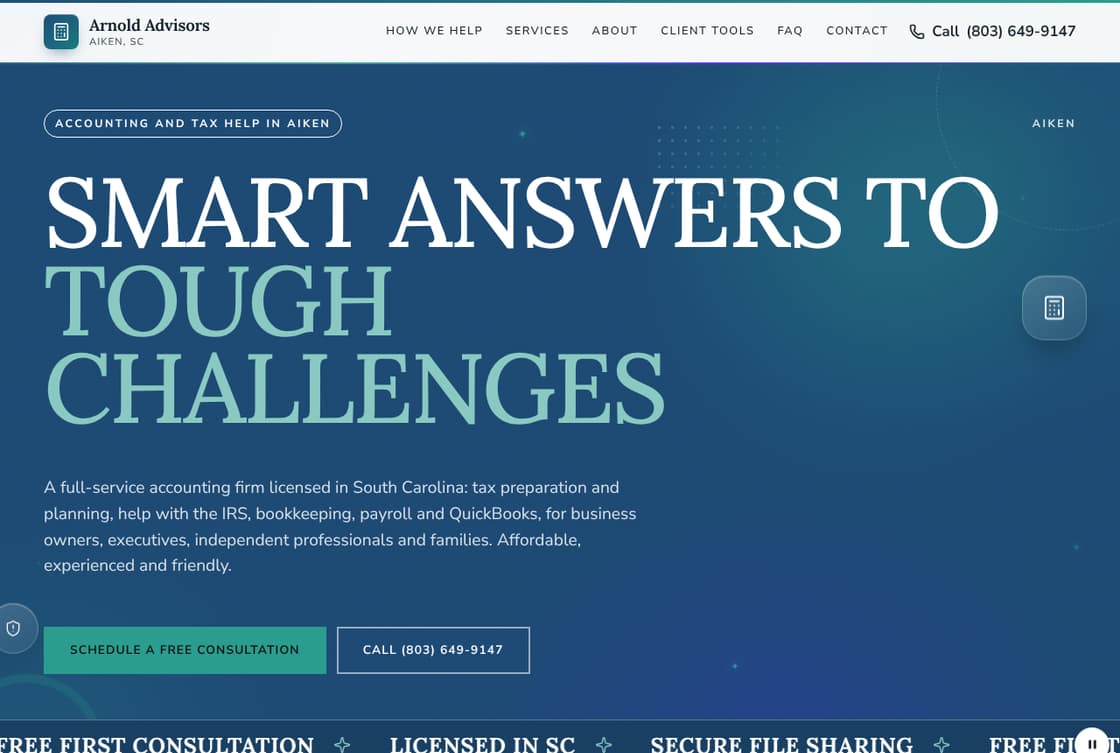 Arnold Advisors
AIKEN, SC
HOW WE HELP SERVICES ABOUT CLIENT TOOLS FAQ CONTACT Call (803) 649-9147
ACCOUNTING AND TAX HELP IN AIKEN
AIKEN
SMART ANSWERS TO
TOUGH
CHALLENGES
A full-service accounting firm licensed in South Carolina: tax preparation and
planning, help with the IRS, bookkeeping, payroll and QuickBooks, for business
owners, executives, independent professionals and families. Affordable,
experienced and friendly.
SCHEDULE A FREE CONSULTATION
CALL (803) 649-9147
FREE FIRST CONSULTATION LICENSED IN SC SECURE FILE SHARING FREE